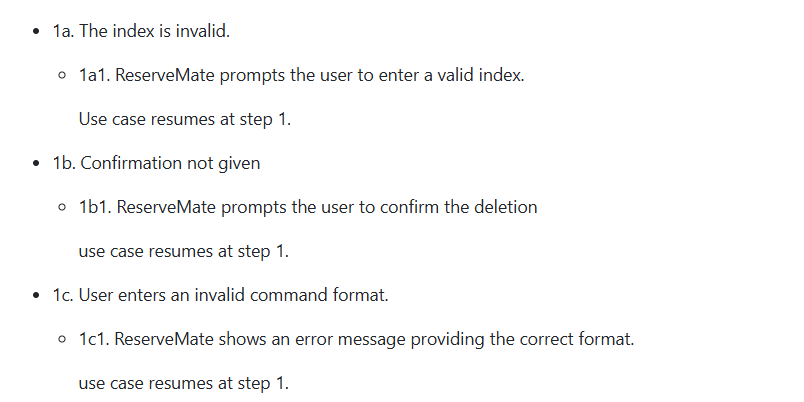 1a. The index is invalid.
1a1. ReserveMate prompts the user to enter a valid index.
Use case resumes at step 1.
1b. Confirmation not given
1b1. ReserveMate prompts the user to confirm the deletion
use case resumes at step 1.
1c. User enters an invalid command format.
1c1. ReserveMate shows an error message providing the correct format.
use case resumes at step 1.